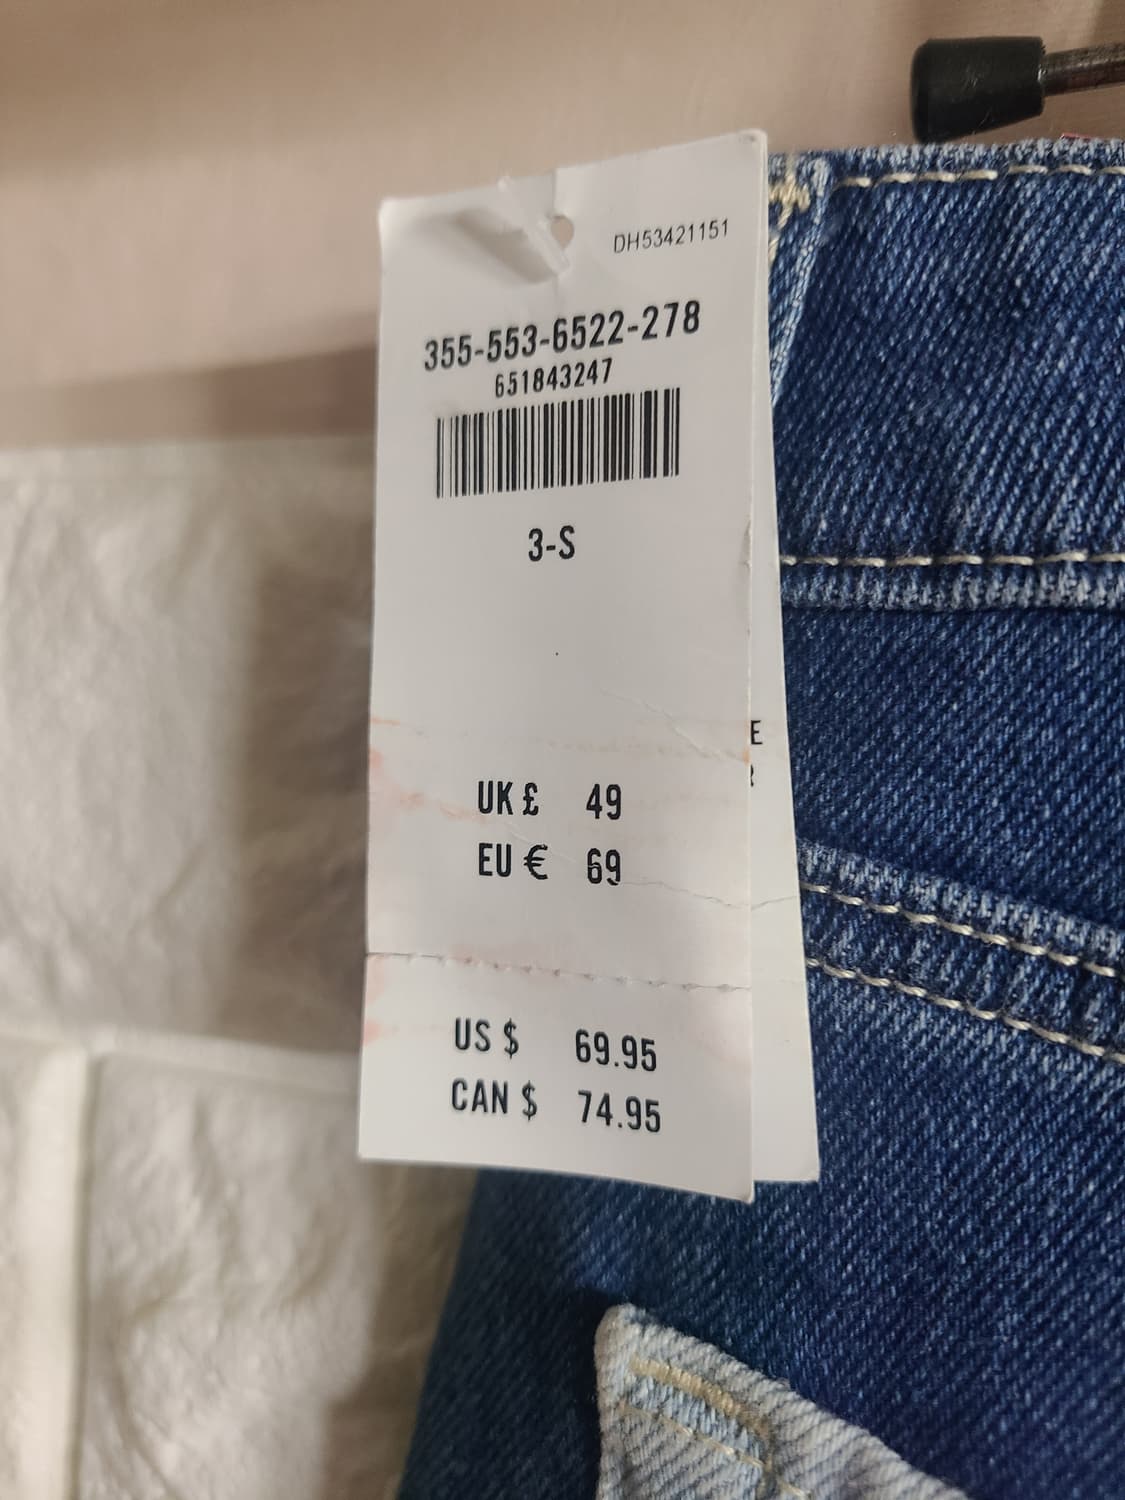 DH53421151
355-553-6522-278
651843247
3-S
E
UK £ 49
EU € 69
US $ 69.95
CAN $ 74.95